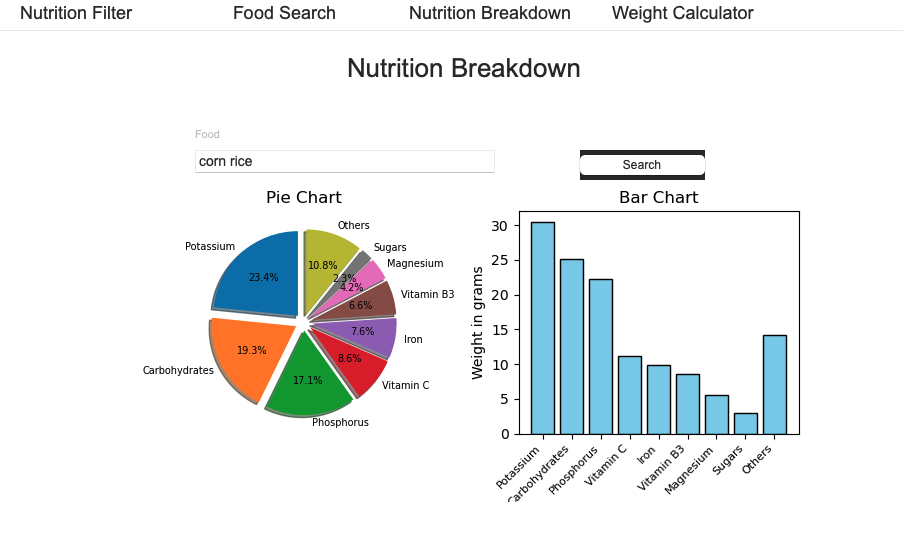 Nutrition Filter Food Search Nutrition Breakdown Weight Calculator
Nutrition Breakdown
Food
corn rice
Search
Pie Chart
Others
Sugars
Magnesium
Vitamin B3
Iron
Vitamin C
Phosphorus
Carbohydrates
Potassium
10.8%
2.3%
4.2%
6.6%
7.6%
8.6%
17.1%
19.3%
23.4%
Bar Chart
Weight in grams
30
25
20
15
10
5
0
Potassium
Carbohydrates
Phosphorus
Vitamin C
Iron
Vitamin B3
Magnesium
Sugars
Others